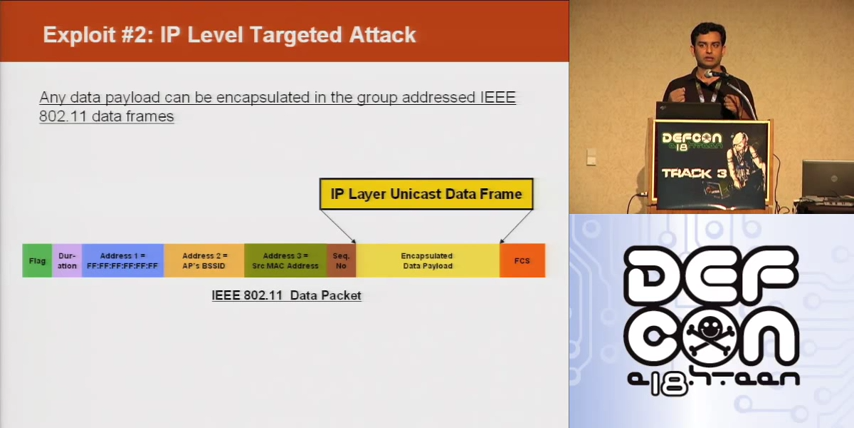 Exploit #2: IP Level Targeted Attack
Any data payload can be encapsulated in the group addressed IEEE
802.11 data frames
IP Layer Unicast Data Frame
Flag
Dur-
ation
Address 1 =
FF:FF:FF:FF:FF:FF
Address 2 =
AP's BSSID
Address 3 =
Src MAC Address
Seq.
No
Encapsulated
Data Payload
FCS
IEEE 802.11 Data Packet
DEFCON
18
TRACK 3
DEF
CON
e18h-teen